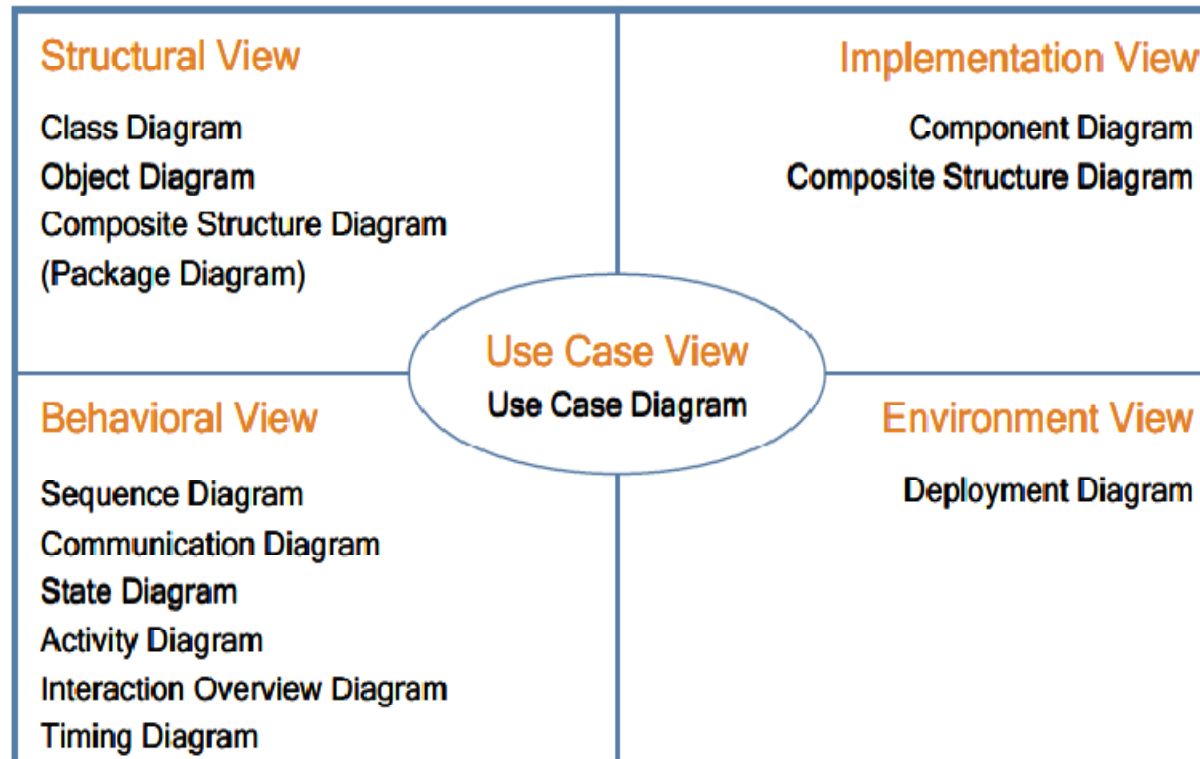 Structural View
Class Diagram
Object Diagram
Composite Structure Diagram
(Package Diagram)
Implementation View
Component Diagram
Composite Structure Diagram
Use Case View
Use Case Diagram
Behavioral View
Sequence Diagram
Communication Diagram
State Diagram
Activity Diagram
Interaction Overview Diagram
Timing Diagram
Environment View
Deployment Diagram